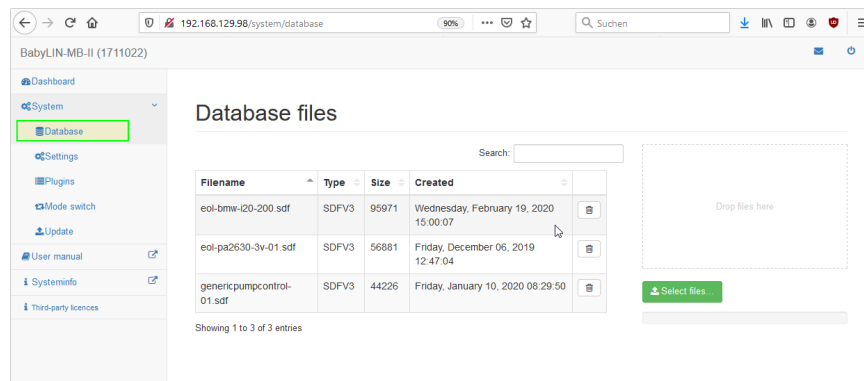 192.168.129.98/system/database
90%
Suchen
BabyLIN-MB-II (1711022)
Dashboard
System
Database
Settings
Plugins
Mode switch
Update
User manual
Systeminfo
Third-party licences
Database files
Search:
Filename Type Size Created
eol-bmw-i20-200.sdf SDFV3 95971 Wednesday, February 19, 2020
15:00:07
eol-pa2630-3v-01.sdf SDFV3 56881 Friday, December 06, 2019
12:47:04
genericpumpcontrol-
01.sdf SDFV3 44226 Friday, January 10, 2020 08:29:50
Showing 1 to 3 of 3 entries
Drop files here
Select files...